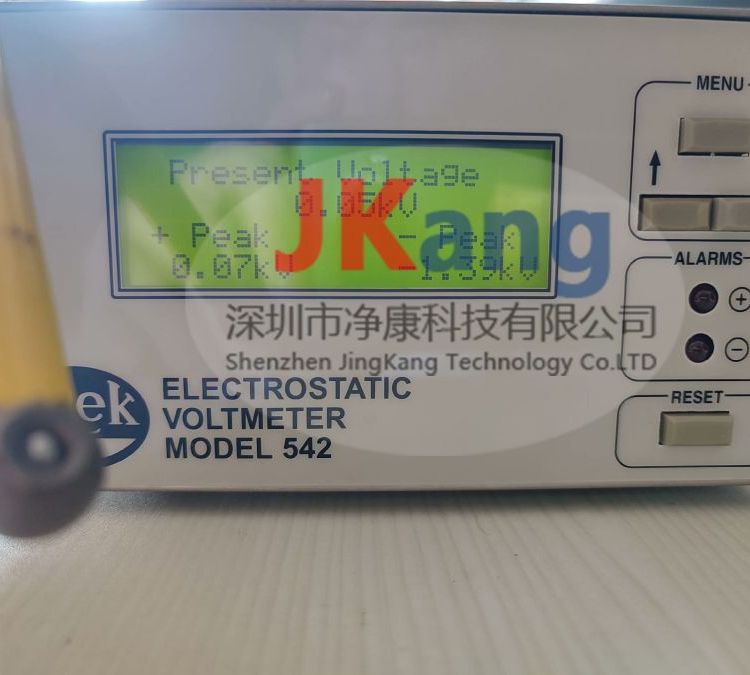 MENU
Present Voltage
0.05kV
+ Peak - Peak
0.07kV -1.39kV
JKang
ALARMS
+
-
深圳市净康科技有限公司
Shenzhen JingKang Technology Co.LTD
ek
ELECTROSTATIC
VOLTMETER
MODEL 542
RESET